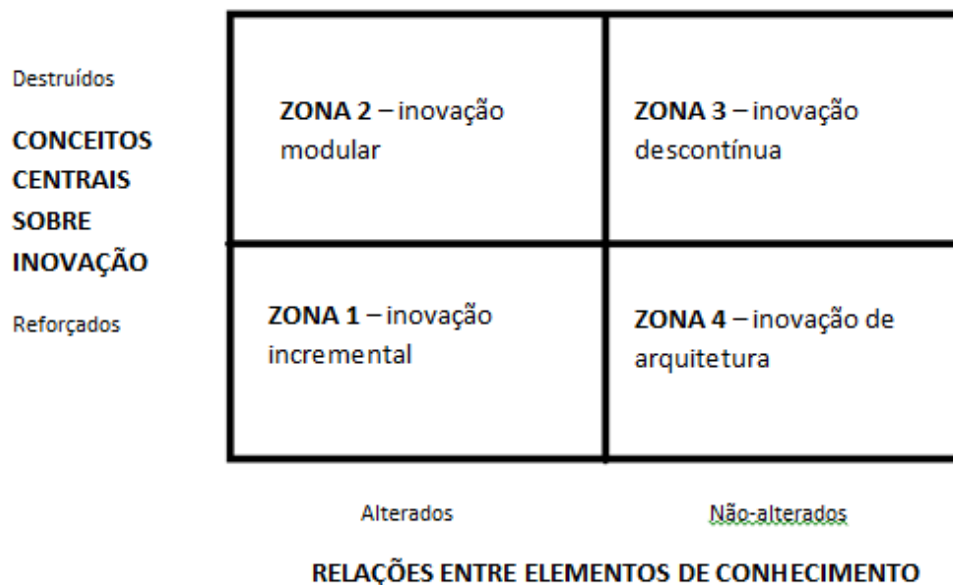 Destruídos
CONCEITOS
CENTRAIS
SOBRE
INOVAÇÃO
Reforçados
ZONA 2 – inovação
modular
ZONA 3 – inovação
descontínua
ZONA 1 – inovação
incremental
ZONA 4 – inovação de
arquitetura
Alterados
Não-alterados
RELAÇÕES ENTRE ELEMENTOS DE CONHECIMENTO